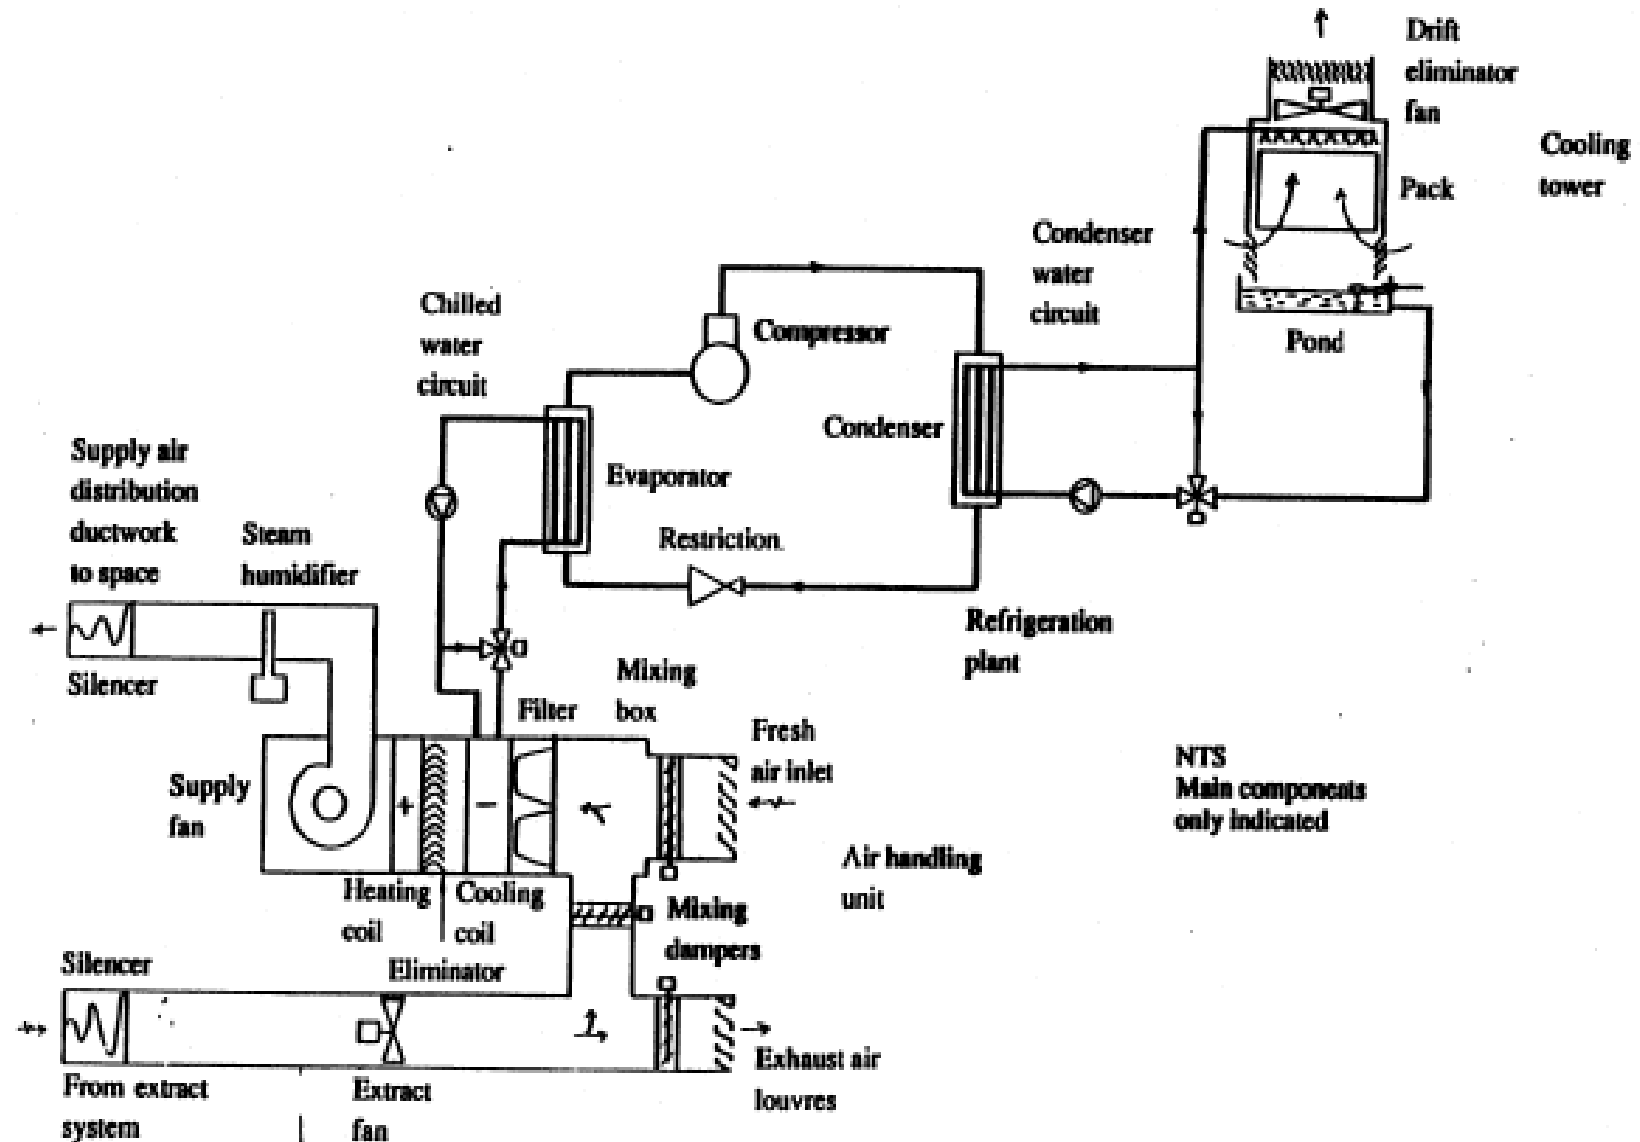 Drift
eliminator
fan
Cooling
tower
Pack
Condenser
water
circuit
Pond
Chilled
water
circuit
Compressor
Condenser
Evaporator
Restriction
Refrigeration
plant
Supply air
distribution
ductwork
to space
Steam
humidifier
Silencer
Mixing
box
Filter
Fresh
air inlet
NTS
Main components
only indicated
Supply
fan
+
−
Air handling
unit
Heating
coil
Cooling
coil
Mixing
dampers
Eliminator
Silencer
From extract
system
Extract
fan
Exhaust air
louvres